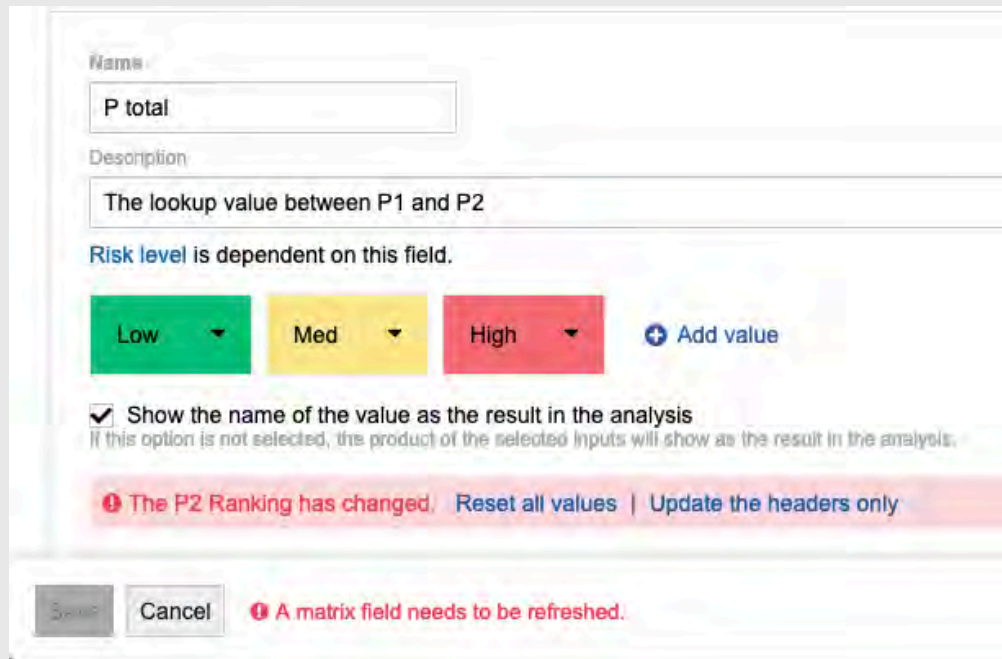 Name
P total
Description
The lookup value between P1 and P2
Risk level is dependent on this field.
Low Med High Add value
Show the name of the value as the result in the analysis
If this option is not selected, the product of the selected inputs will show as the result in the analysis.
The P2 Ranking has changed. Reset all values | Update the headers only
Save Cancel A matrix field needs to be refreshed.